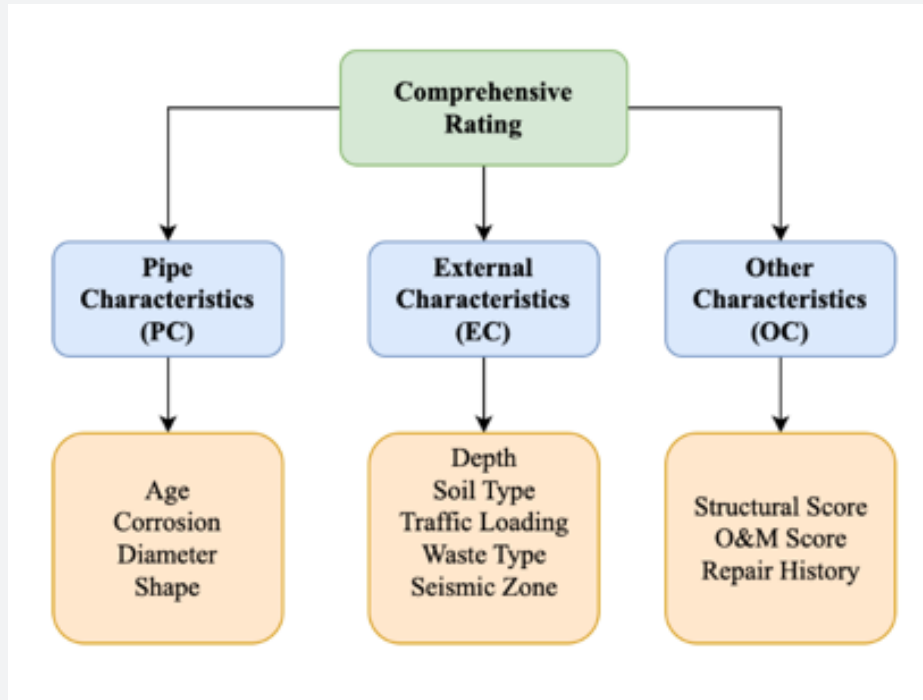 Comprehensive
Rating
Pipe
Characteristics
(PC)
External
Characteristics
(EC)
Other
Characteristics
(OC)
Age
Corrosion
Diameter
Shape
Depth
Soil Type
Traffic Loading
Waste Type
Seismic Zone
Structural Score
O&M Score
Repair History